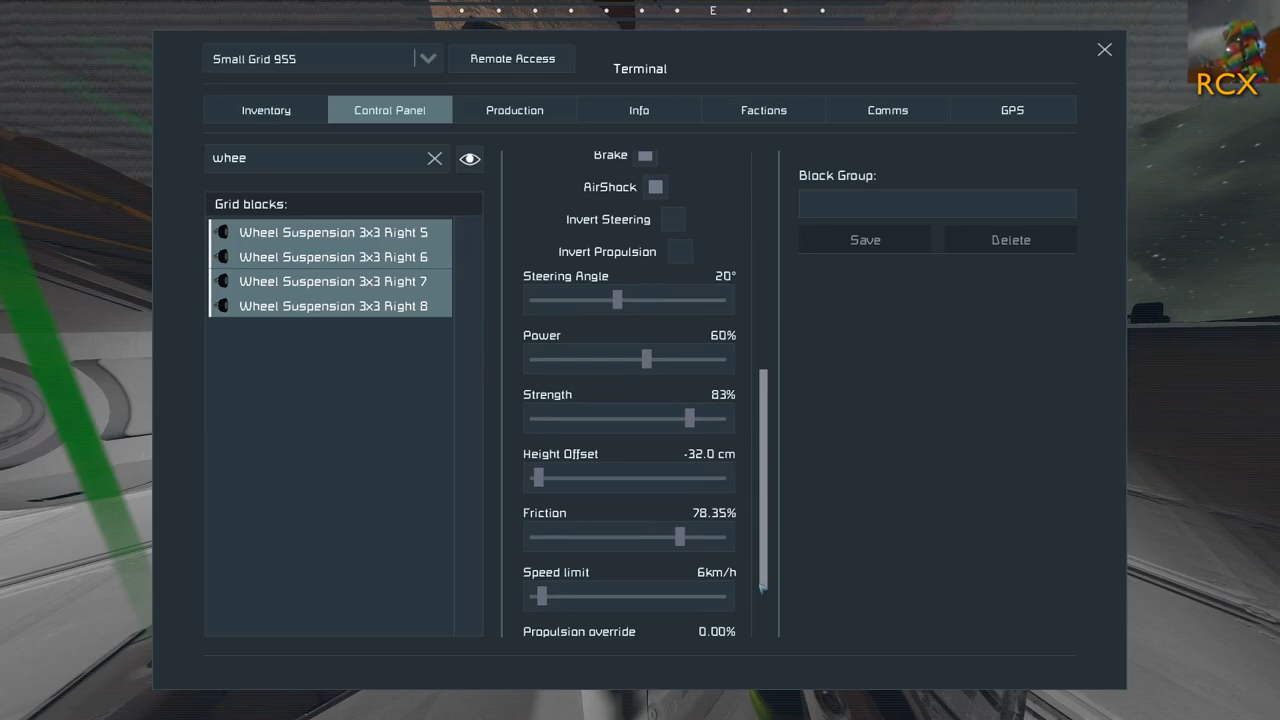 E
Small Grid 955
Remote Access
Terminal
RCX
Inventory
Control Panel
Production
Info
Factions
Comms
GPS
whee
Grid blocks:
Wheel Suspension 3x3 Right 5
Wheel Suspension 3x3 Right 6
Wheel Suspension 3x3 Right 7
Wheel Suspension 3x3 Right 8
Brake
AirShock
Invert Steering
Invert Propulsion
Steering Angle 20°
Power 60%
Strength 83%
Height Offset -32.0 cm
Friction 78.35%
Speed limit 6km/h
Propulsion override 0.00%
Block Group:
Save
Delete